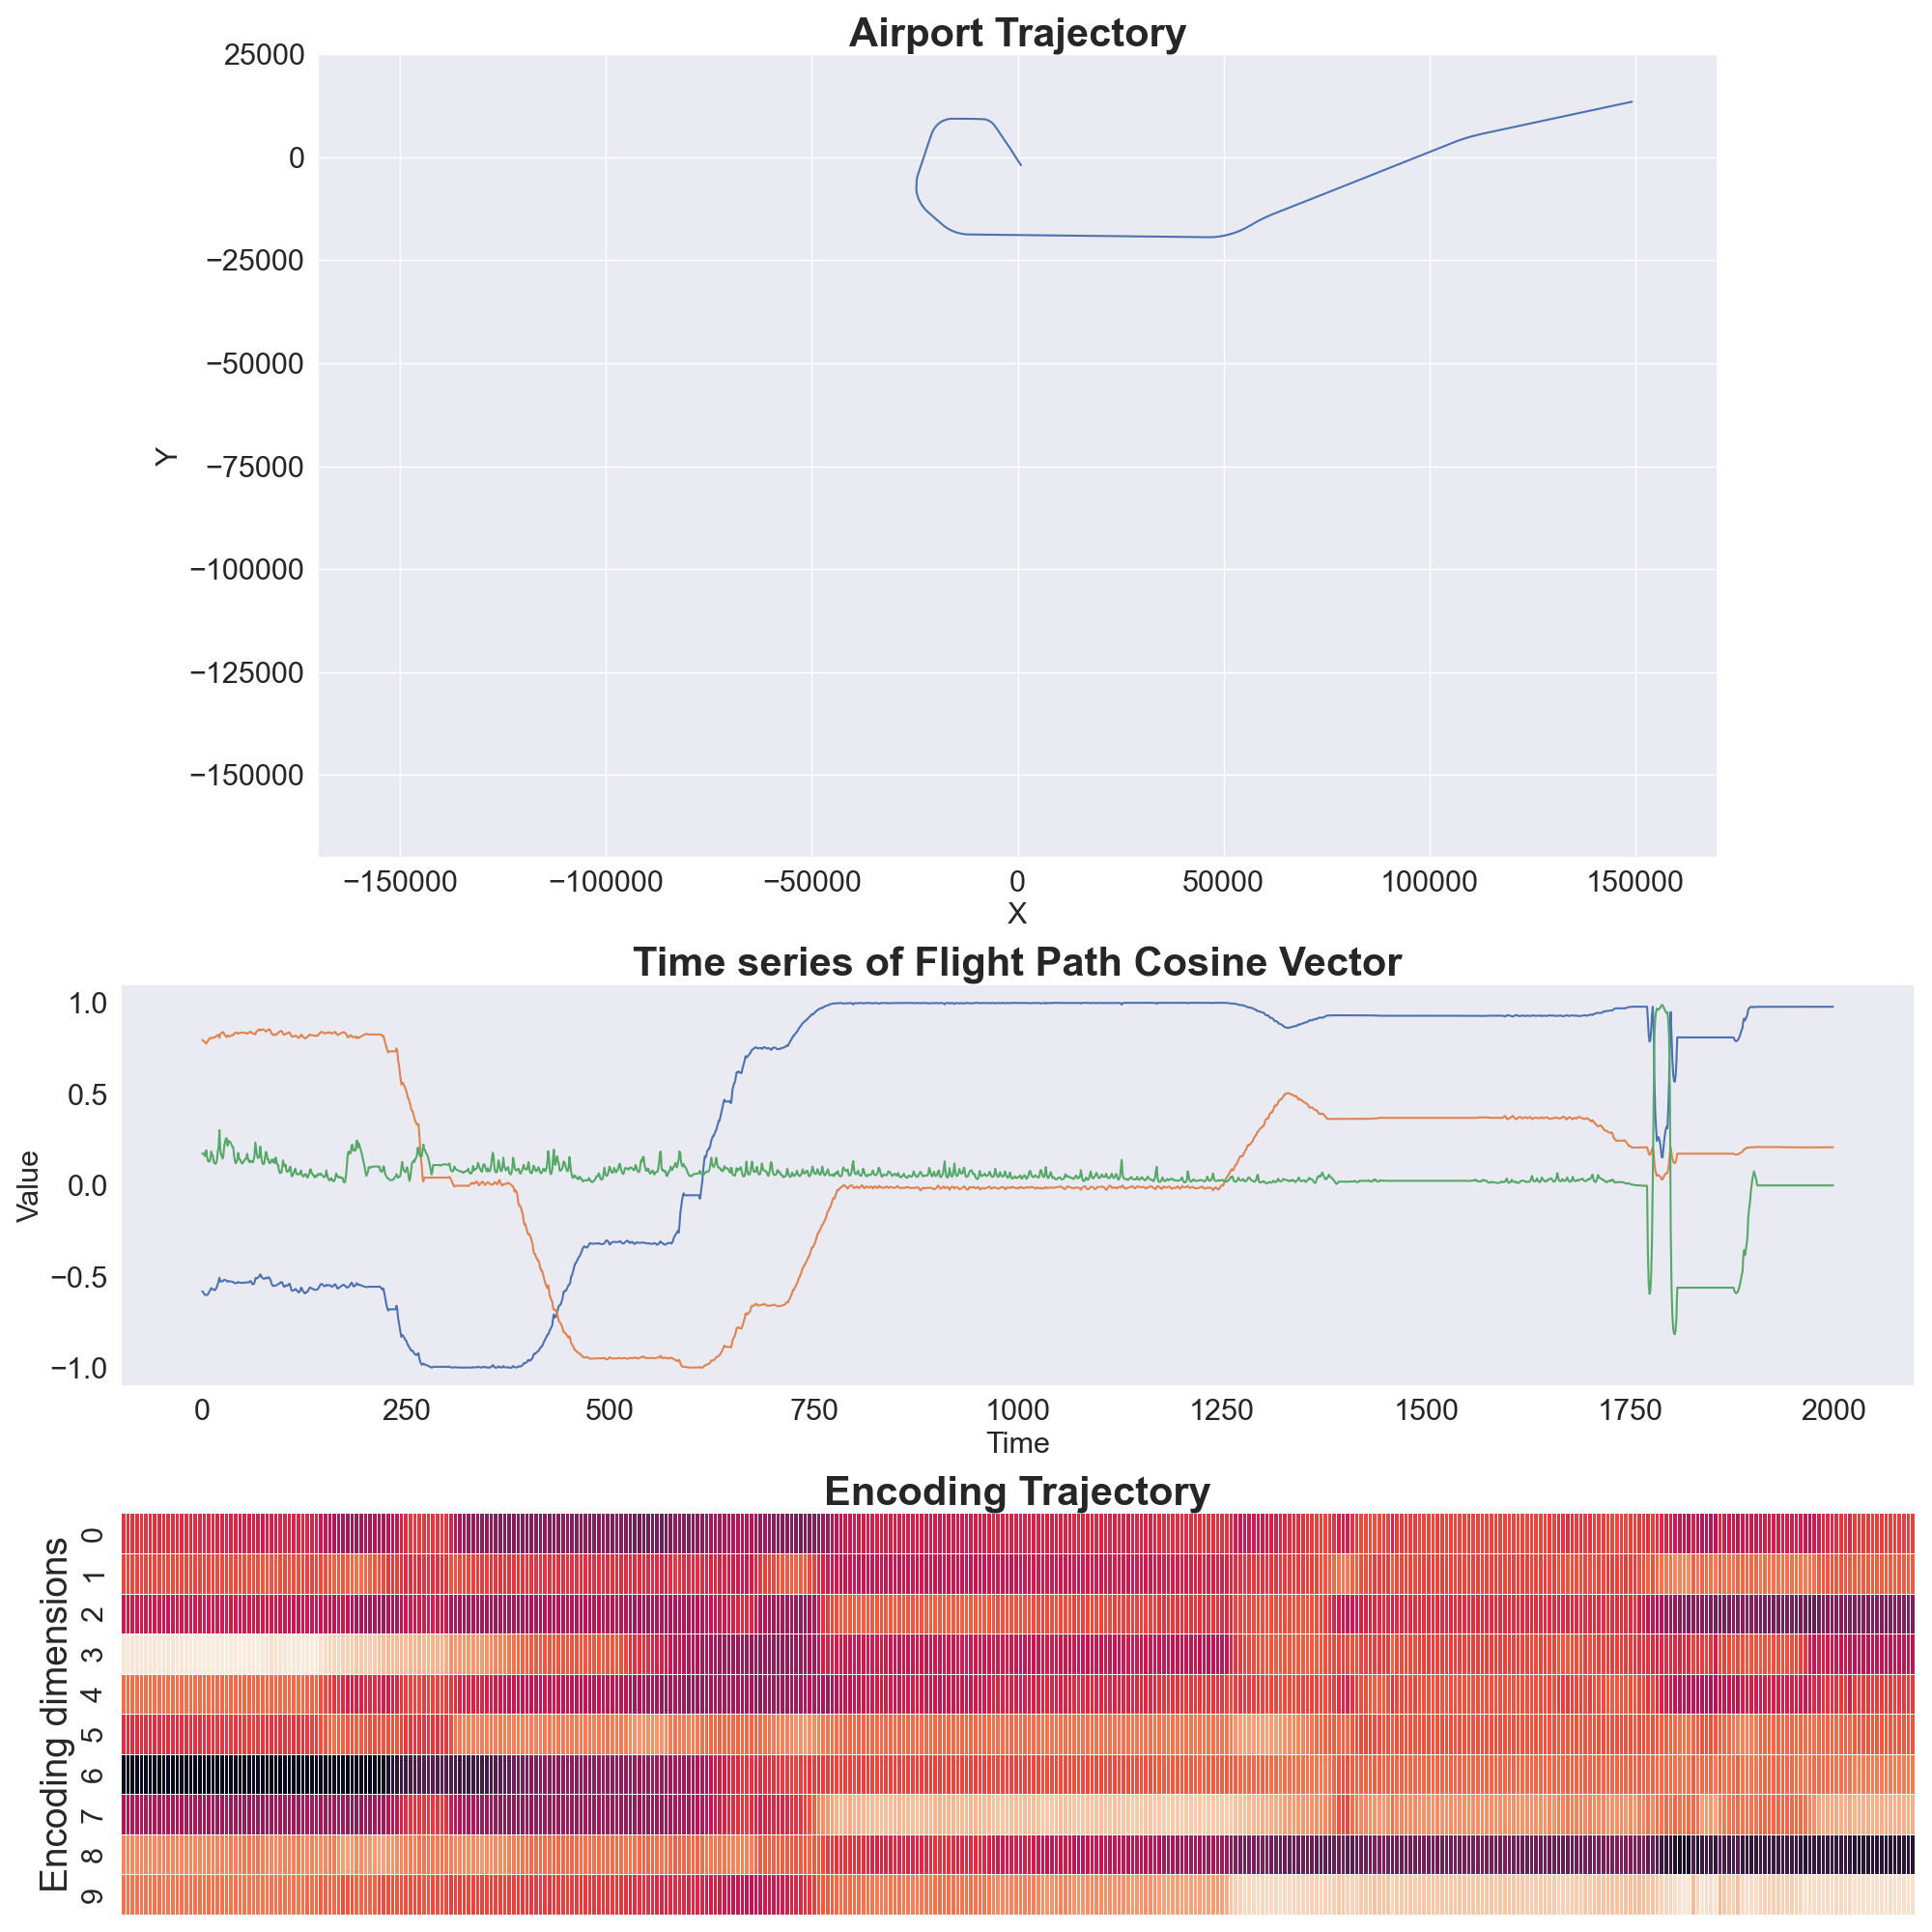 Airport Trajectory
25000
0
−25000
−50000
−75000
−100000
−125000
−150000
Y
−150000 −100000 −50000 0 50000 100000 150000
X
Time series of Flight Path Cosine Vector
1.0
0.5
0.0
−0.5
−1.0
Value
0 250 500 750 1000 1250 1500 1750 2000
Time
Encoding Trajectory
Encoding dimensions
0
1
2
3
4
5
6
7
8
9